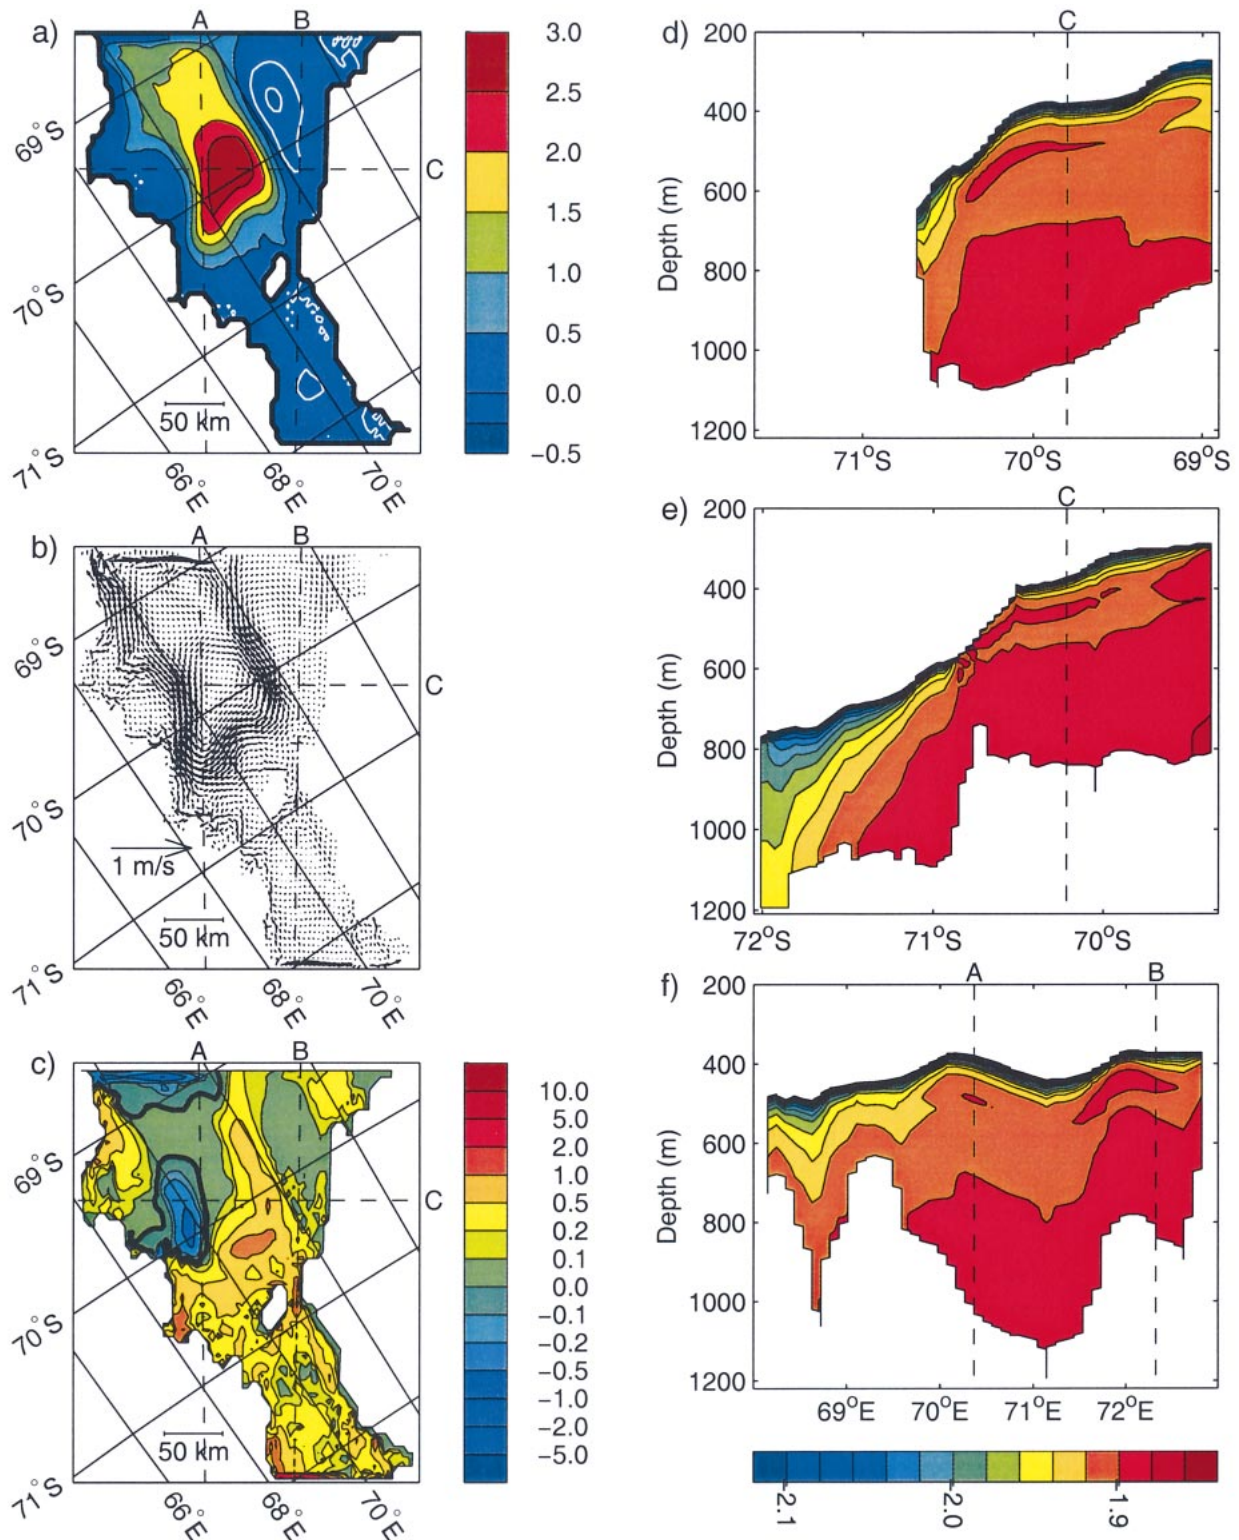 a)
A B
3.0
2.5
2.0
1.5
1.0
0.5
0.0
−0.5
C
69°S
70°S
71°S
50 km
66°E 68°E 70°E
b)
A B
C
69°S
70°S
71°S
1 m/s
50 km
66°E 68°E 70°E
c)
A B
10.0
5.0
2.0
1.0
0.5
0.2
0.1
0.0
−0.1
−0.2
−0.5
−1.0
−2.0
−5.0
C
69°S
70°S
71°S
50 km
66°E 68°E 70°E
d)
C
200
400
600
800
1000
1200
Depth (m)
71°S 70°S 69°S
e)
C
200
400
600
800
1000
1200
Depth (m)
72°S 71°S 70°S
f)
A B
200
400
600
800
1000
1200
Depth (m)
69°E 70°E 71°E 72°E
−2.1 −2.0 −1.9